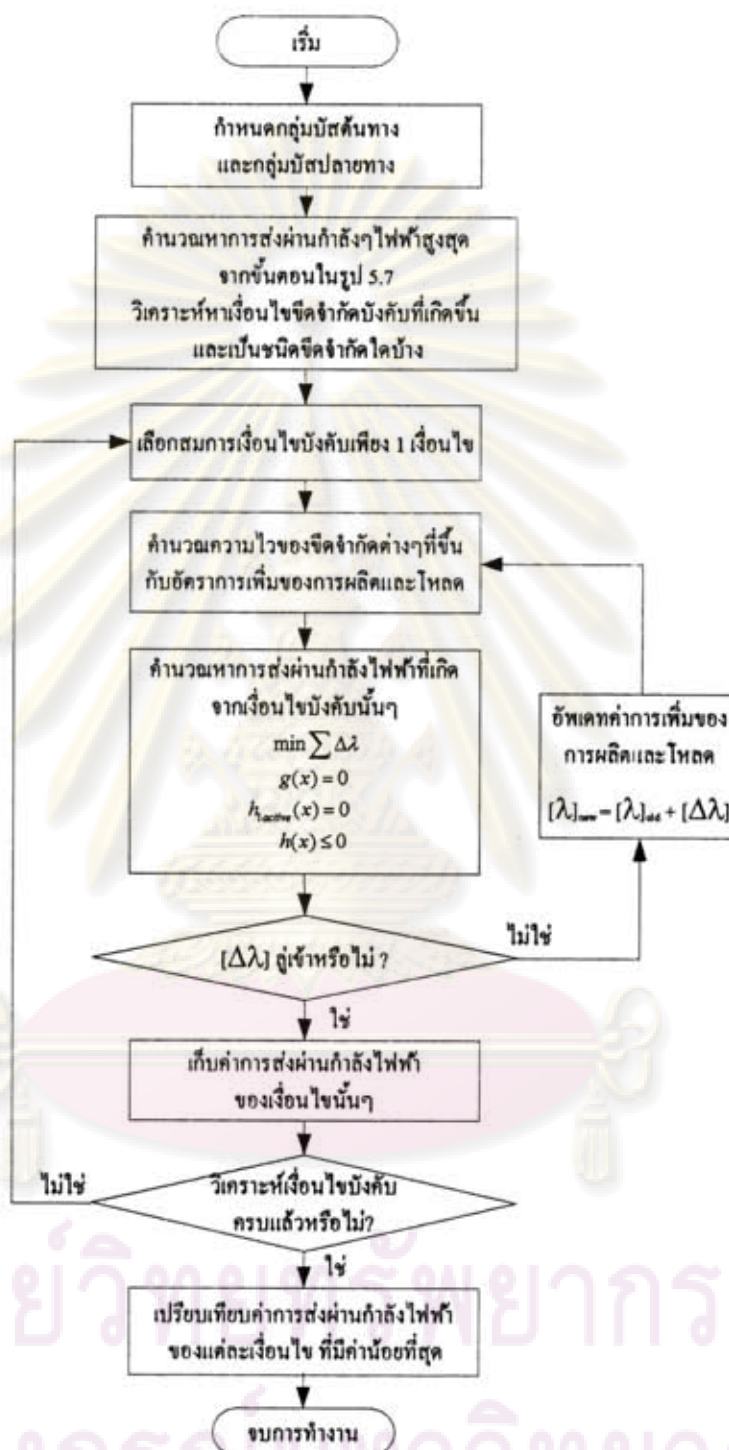 เริ่ม
กำหนดกลุ่มบัสต้นทาง
และกลุ่มบัสปลายทาง
คำนวณหาการส่งผ่านกำลังๆไฟฟ้าสูงสุด
จากขั้นตอนในรูป 5.7
วิเคราะห์หาเงื่อนไขขีดจำกัดบังคับที่เกิดขึ้น
และเป็นชนิดขีดจำกัดใดบ้าง
เลือกสมการเงื่อนไขบังคับเพียง 1 เงื่อนไข
คำนวณความไวของขีดจำกัดต่างๆที่ขึ้น
กับอัตราการเพิ่มของการผลิตและโหลด
คำนวณหาการส่งผ่านกำลังไฟฟ้าที่เกิด
จากเงื่อนไขบังคับนั้นๆ
min ∑ Δλ
g(x) = 0
h_{1,active}(x) = 0
h(x) ≤ 0
อัพเดทค่าการเพิ่มของ
การผลิตและโหลด
[λ]_{new} = [λ]_{old} + [Δλ]
[Δλ] ลู่เข้าหรือไม่ ?
ไม่ใช่
ใช่
เก็บค่าการส่งผ่านกำลังไฟฟ้า
ของเงื่อนไขนั้นๆ
วิเคราะห์เงื่อนไขบังคับ
ครบแล้วหรือไม่?
ไม่ใช่
ใช่
เปรียบเทียบค่าการส่งผ่านกำลังไฟฟ้า
ของแต่ละเงื่อนไข ที่มีค่าน้อยที่สุด
จบการทำงาน
ย์วิทยทรัพยากร